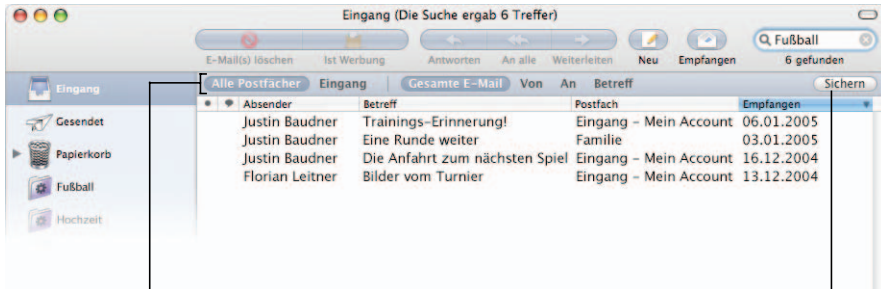 Eingang (Die Suche ergab 6 Treffer)
Fußball
E-Mail(s) löschen Ist Werbung Antworten An alle Weiterleiten Neu Empfangen 6 gefunden
Eingang Alle Postfächer Eingang Gesamte E-Mail Von An Betreff Sichern
Absender Betreff Postfach Empfangen
Gesendet Justin Baudner Trainings-Erinnerung! Eingang – Mein Account 06.01.2005
Justin Baudner Eine Runde weiter Familie 03.01.2005
Papierkorb Justin Baudner Die Anfahrt zum nächsten Spiel Eingang – Mein Account 16.12.2004
Florian Leitner Bilder vom Turnier Eingang – Mein Account 13.12.2004
Fußball
Hochzeit